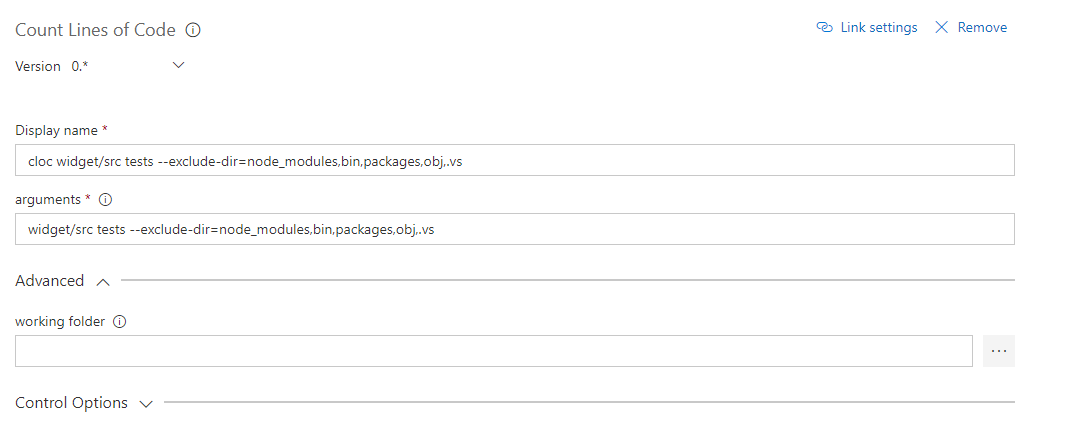 Count Lines of Code
Link settings
Remove
Version 0.*
Display name *
cloc widget/src tests --exclude-dir=node_modules,bin,packages,obj,.vs
arguments *
widget/src tests --exclude-dir=node_modules,bin,packages,obj,.vs
Advanced
working folder
...
Control Options